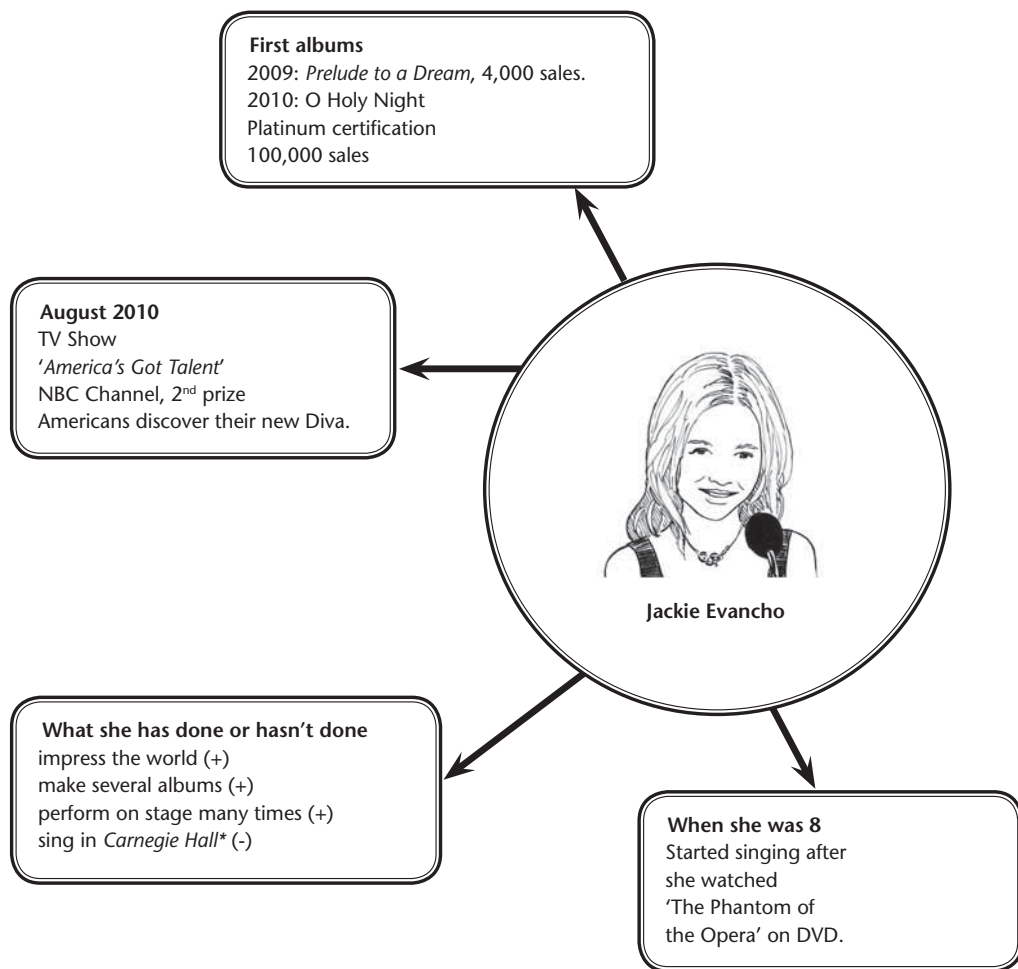 First albums
2009: Prelude to a Dream, 4,000 sales.
2010: O Holy Night
Platinum certification
100,000 sales
August 2010
TV Show
‘America’s Got Talent’
NBC Channel, 2nd prize
Americans discover their new Diva.
Jackie Evancho
What she has done or hasn’t done
impress the world (+)
make several albums (+)
perform on stage many times (+)
sing in Carnegie Hall* (-)
When she was 8
Started singing after
she watched
‘The Phantom of
the Opera’ on DVD.